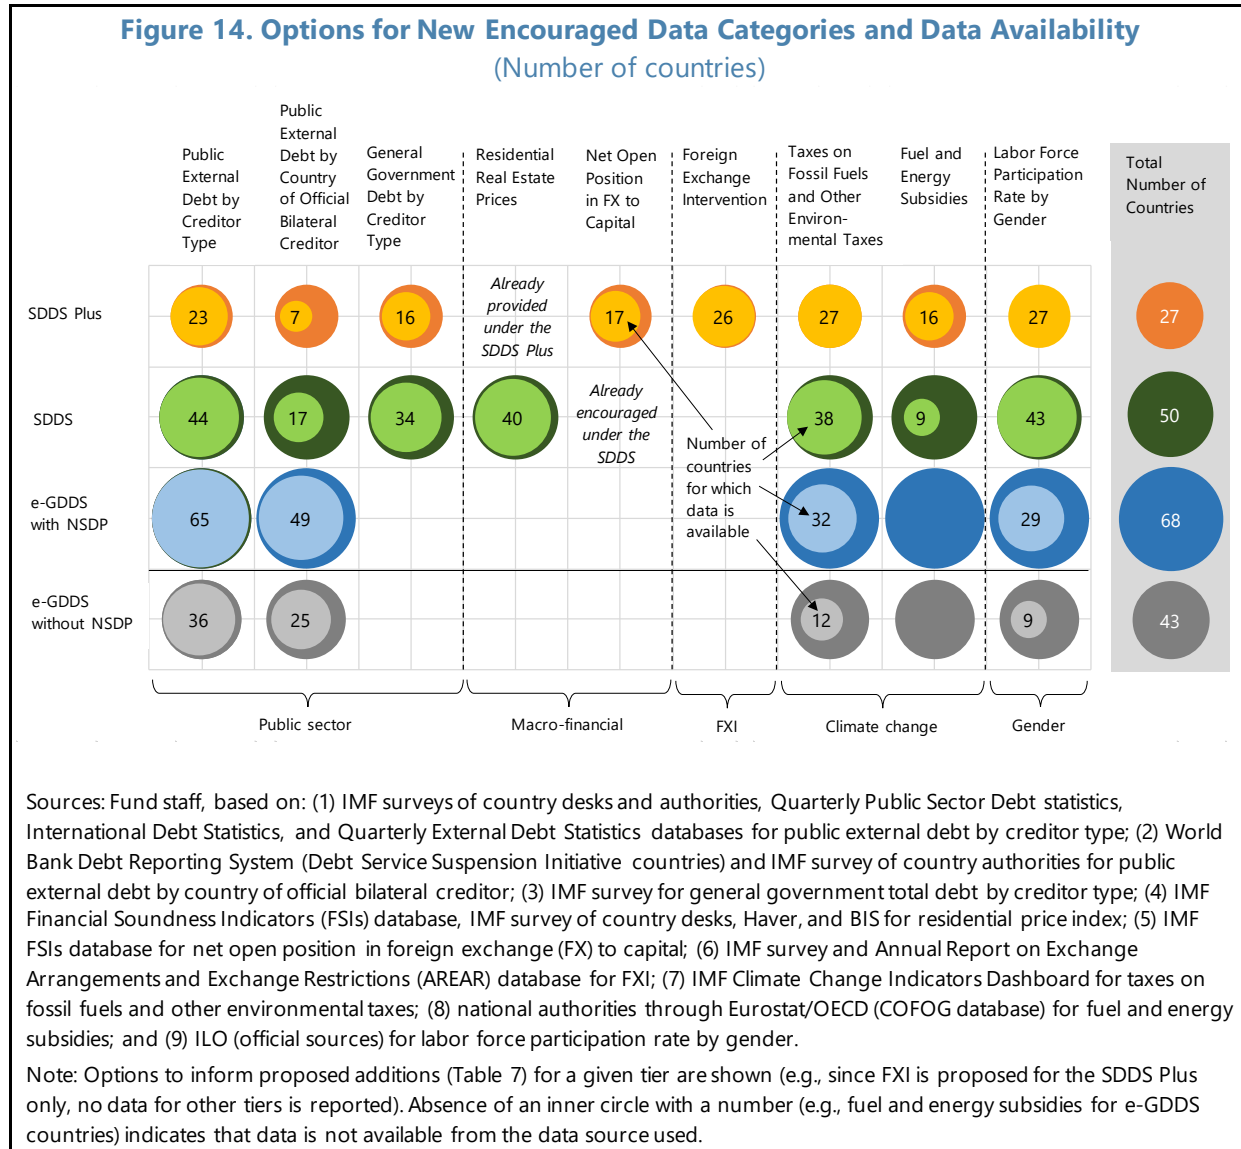 Figure 14. Options for New Encouraged Data Categories and Data Availability
(Number of countries)
Public
External
Debt by
Creditor
Type
Public
External
Debt by
Country
of Official
Bilateral
Creditor
General
Government
Debt by
Creditor
Type
Residential
Real Estate
Prices
Net Open
Position
in FX to
Capital
Foreign
Exchange
Intervention
Taxes on
Fossil Fuels
and Other
Environ-
mental Taxes
Fuel and
Energy
Subsidies
Labor Force
Participation
Rate by
Gender
Total
Number of
Countries
SDDS Plus
23
7
16
Already
provided
under the
SDDS Plus
17
26
27
16
27
27
SDDS
44
17
34
40
Already
encouraged
under the
SDDS
38
9
43
50
Number of
countries
for which
data is
available
e-GDDS
with NSDP
65
49
32
29
68
e-GDDS
without NSDP
36
25
12
9
43
Public sector
Macro-financial
FXI
Climate change
Gender
Sources: Fund staff, based on: (1) IMF surveys of country desks and authorities, Quarterly Public Sector Debt statistics,
International Debt Statistics, and Quarterly External Debt Statistics databases for public external debt by creditor type; (2) World
Bank Debt Reporting System (Debt Service Suspension Initiative countries) and IMF survey of country authorities for public
external debt by country of official bilateral creditor; (3) IMF survey for general government total debt by creditor type; (4) IMF
Financial Soundness Indicators (FSIs) database, IMF survey of country desks, Haver, and BIS for residential price index; (5) IMF
FSIs database for net open position in foreign exchange (FX) to capital; (6) IMF survey and Annual Report on Exchange
Arrangements and Exchange Restrictions (AREAR) database for FXI; (7) IMF Climate Change Indicators Dashboard for taxes on
fossil fuels and other environmental taxes; (8) national authorities through Eurostat/OECD (COFOG database) for fuel and energy
subsidies; and (9) ILO (official sources) for labor force participation rate by gender.
Note: Options to inform proposed additions (Table 7) for a given tier are shown (e.g., since FXI is proposed for the SDDS Plus
only, no data for other tiers is reported). Absence of an inner circle with a number (e.g., fuel and energy subsidies for e-GDDS
countries) indicates that data is not available from the data source used.